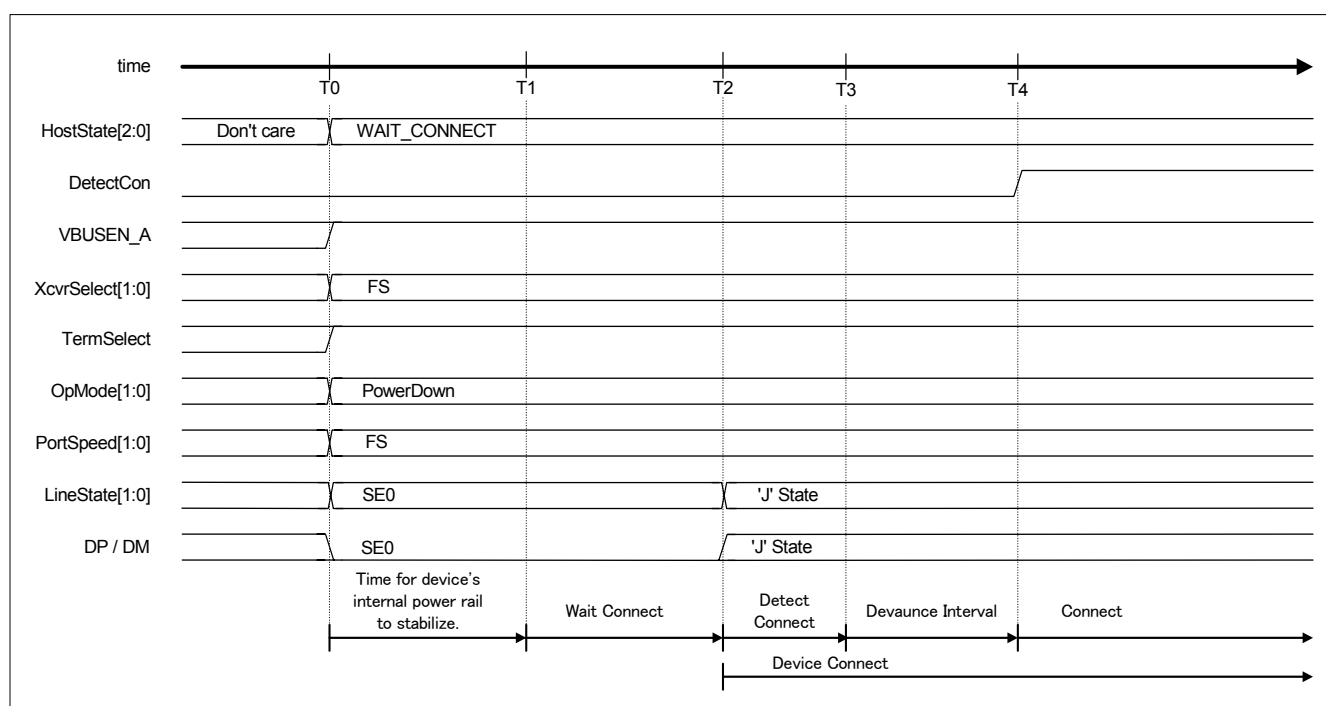 time
T0 T1 T2 T3 T4
HostState[2:0] Don't care WAIT_CONNECT
DetectCon
VBUSEN_A
XcvrSelect[1:0] FS
TermSelect
OpMode[1:0] PowerDown
PortSpeed[1:0] FS
LineState[1:0] SE0 'J' State
DP / DM SE0 'J' State
Time for device's
internal power rail
to stabilize.
Wait Connect
Detect
Connect
Devaunce Interval
Connect
Device Connect